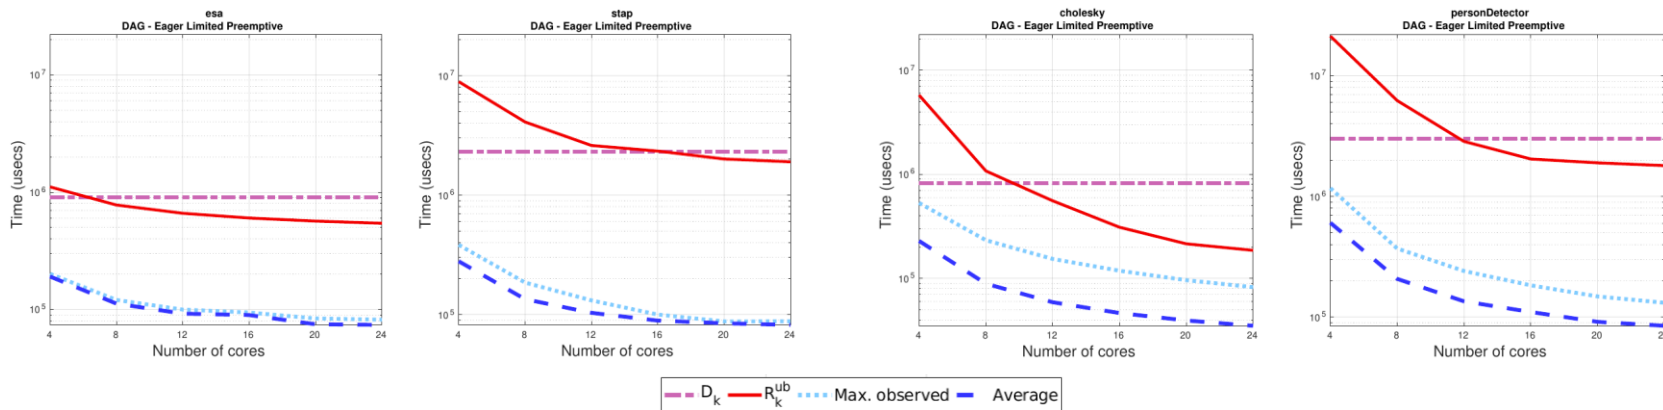 esa
DAG - Eager Limited Preemptive
Time (usecs)
10^7
10^6
10^5
4 8 12 16 20 24
Number of cores
stap
DAG - Eager Limited Preemptive
Time (usecs)
10^7
10^6
10^5
4 8 12 16 20 24
Number of cores
cholesky
DAG - Eager Limited Preemptive
Time (usecs)
10^7
10^6
10^5
4 8 12 16 20 24
Number of cores
personDetector
DAG - Eager Limited Preemptive
Time (usecs)
10^7
10^6
10^5
4 8 12 16 20 24
Number of cores
D_k R_k^ub Max. observed Average